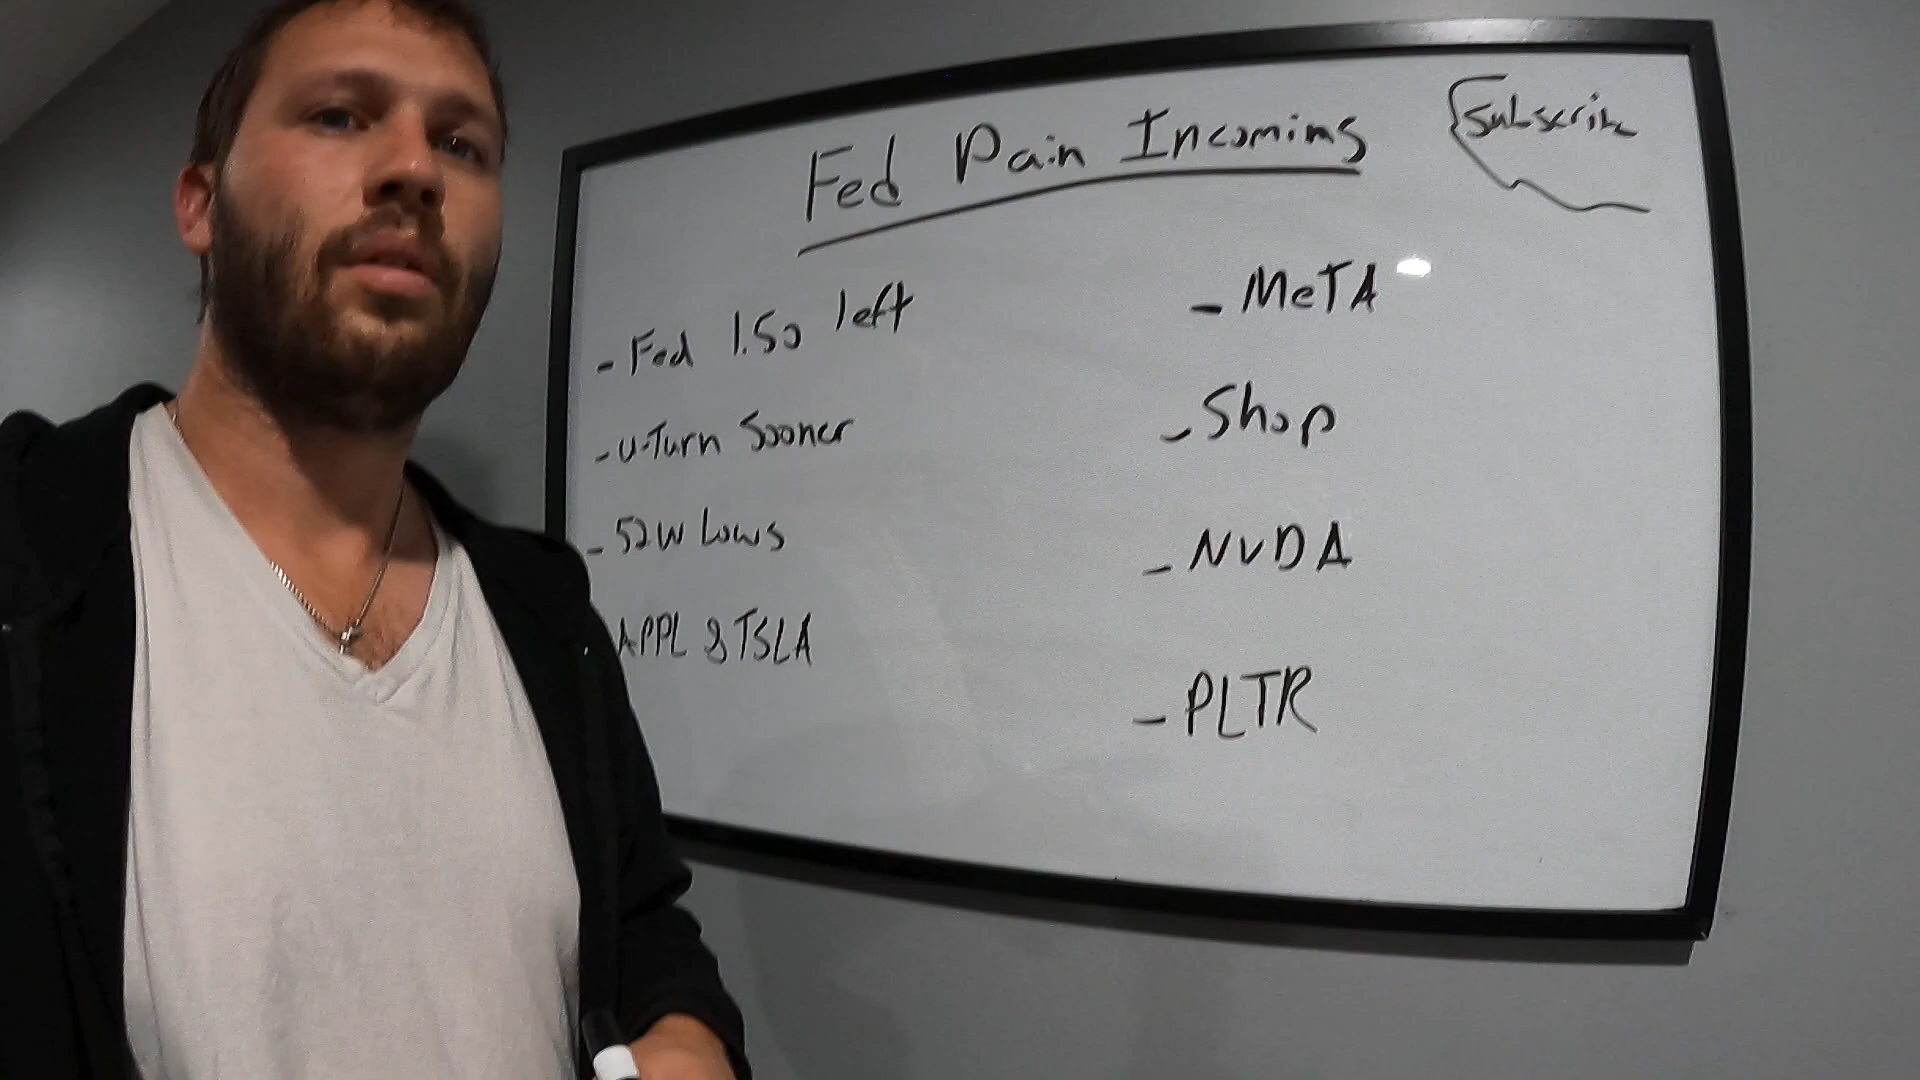 Fed Pain Incoming
Subscribe
- Fed 1.50 left
- U-Turn Sooner
- 52W Lows
APPL & TSLA
- MeTA
- Shop
- NVDA
- PLTR